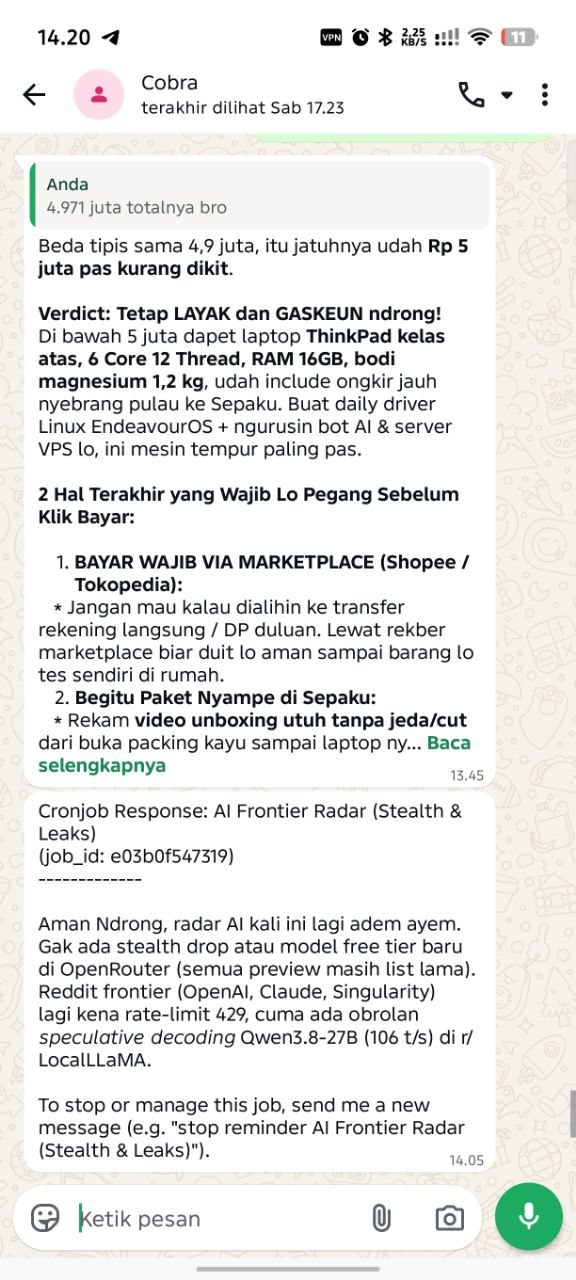 14.20
VPN
2,25 KB/S
11
Cobra
terakhir dilihat Sab 17.23
Anda
4.971 juta totalnya bro
Beda tipis sama 4,9 juta, itu jatuhnya udah Rp 5
juta pas kurang dikit.
Verdict: Tetap LAYAK dan GASKEUN ndrong!
Di bawah 5 juta dapet laptop ThinkPad kelas
atas, 6 Core 12 Thread, RAM 16GB, bodi
magnesium 1,2 kg, udah include ongkir jauh
nyebrang pulau ke Sepaku. Buat daily driver
Linux EndeavourOS + ngurusin bot AI & server
VPS lo, ini mesin tempur paling pas.
2 Hal Terakhir yang Wajib Lo Pegang Sebelum
Klik Bayar:
1. BAYAR WAJIB VIA MARKETPLACE (Shopee /
Tokopedia):
* Jangan mau kalau dialihin ke transfer
rekening langsung / DP duluan. Lewat rekber
marketplace biar duit lo aman sampai barang lo
tes sendiri di rumah.
2. Begitu Paket Nyampe di Sepaku:
* Rekam video unboxing utuh tanpa jeda/cut
dari buka packing kayu sampai laptop ny... Baca
selengkapnya
13.45
Cronjob Response: AI Frontier Radar (Stealth &
Leaks)
(job_id: e03b0f547319)
-------------
Aman Ndrong, radar AI kali ini lagi adem ayem.
Gak ada stealth drop atau model free tier baru
di OpenRouter (semua preview masih list lama).
Reddit frontier (OpenAI, Claude, Singularity)
lagi kena rate-limit 429, cuma ada obrolan
speculative decoding Qwen3.8-27B (106 t/s) di r/
LocalLLaMA.
To stop or manage this job, send me a new
message (e.g. "stop reminder AI Frontier Radar
(Stealth & Leaks)").
14.05
Ketik pesan